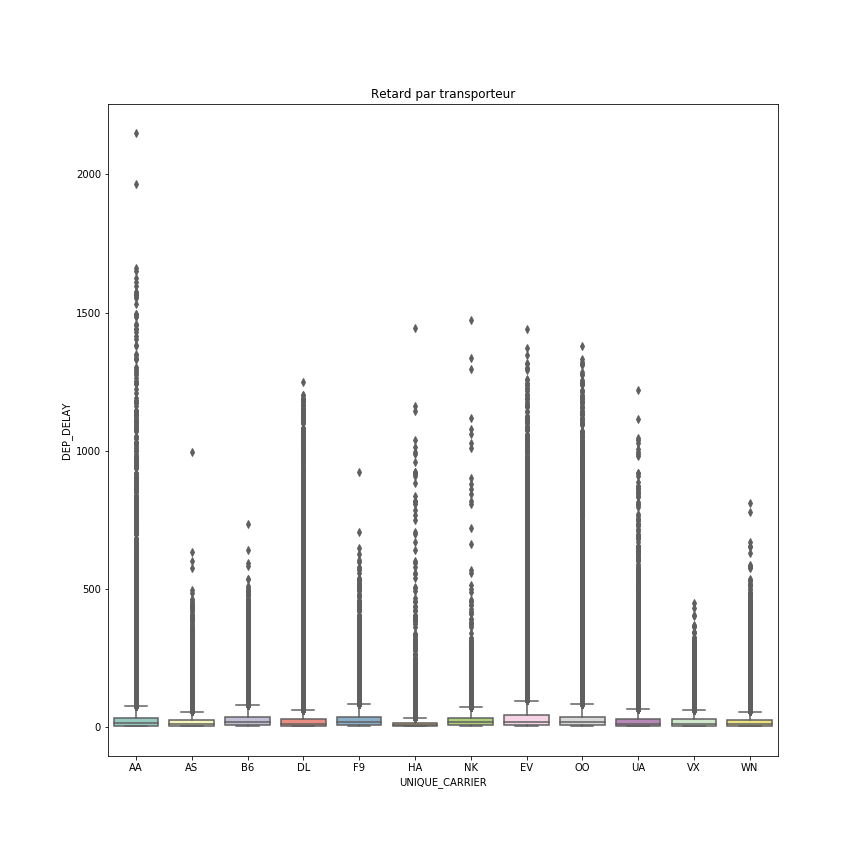 Retard par transporteur
2000
1500
1000
500
0
DEP_DELAY
AA AS B6 DL F9 HA NK EV OO UA VX WN
UNIQUE_CARRIER